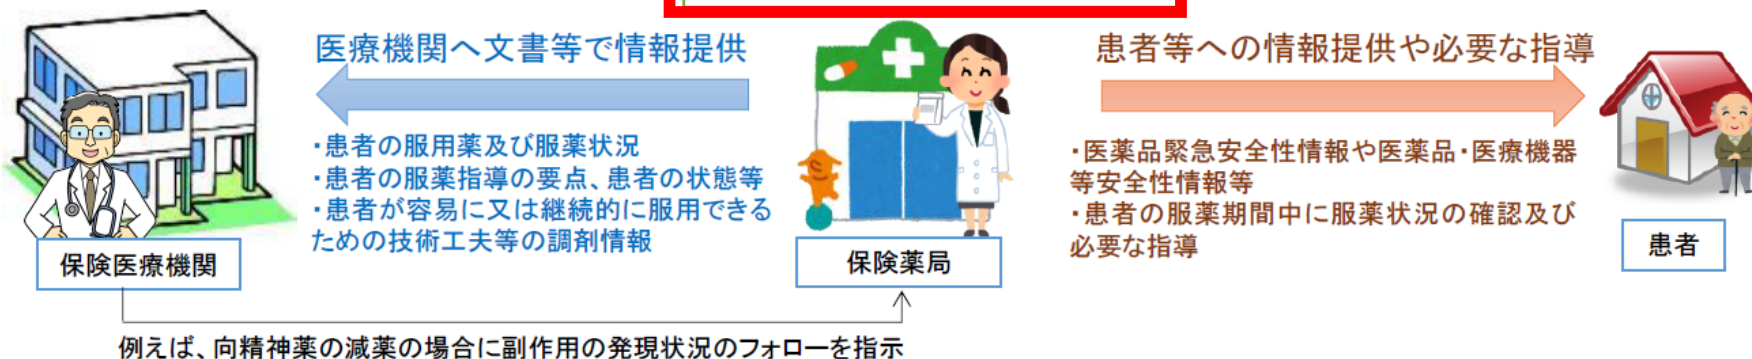 医療機関へ文書等で情報提供
・患者の服用薬及び服薬状況
・患者の服薬指導の要点、患者の状態等
・患者が容易に又は継続的に服用できる
ための技術工夫等の調剤情報
患者等への情報提供や必要な指導
・医薬品緊急安全性情報や医薬品・医療機器
等安全性情報等
・患者の服薬期間中に服薬状況の確認及び
必要な指導
保険医療機関
保険薬局
患者
例えば、向精神薬の減薬の場合に副作用の発現状況のフォローを指示